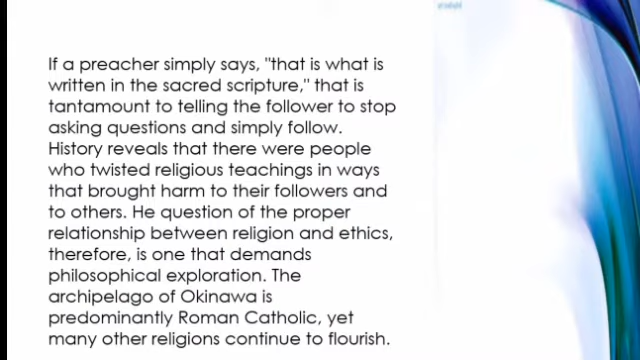 If a preacher simply says, "that is what is
written in the sacred scripture," that is
tantamount to telling the follower to stop
asking questions and simply follow.
History reveals that there were people
who twisted religious teachings in ways
that brought harm to their followers and
to others. He question of the proper
relationship between religion and ethics,
therefore, is one that demands
philosophical exploration. The
archipelago of Okinawa is
predominantly Roman Catholic, yet
many other religions continue to flourish.